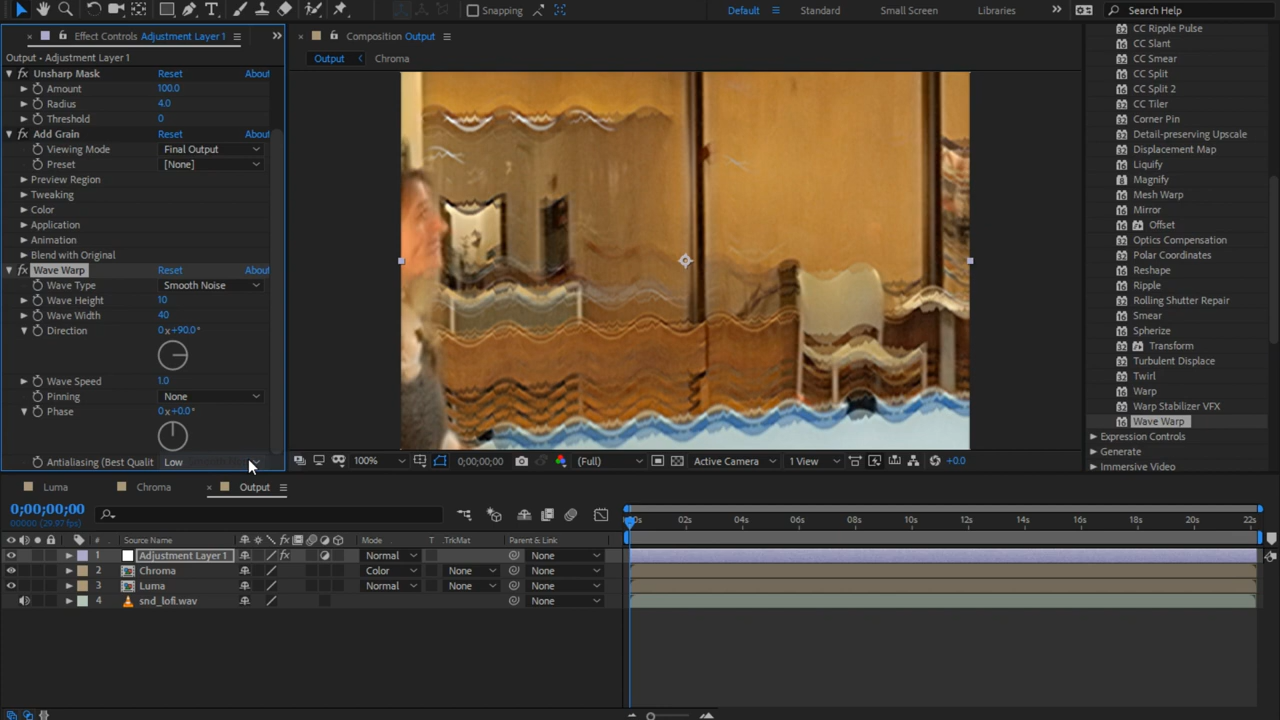 Snapping
Default
Standard
Small Screen
Libraries
Search Help
Effect Controls Adjustment Layer 1
Output • Adjustment Layer 1
fx Unsharp Mask Reset About
Amount 100.0
Radius 4.0
Threshold 0
fx Add Grain Reset About
Viewing Mode Final Output
Preset [None]
Preview Region
Tweaking
Color
Application
Animation
Blend with Original
fx Wave Warp Reset About
Wave Type Smooth Noise
Wave Height 10
Wave Width 40
Direction 0x+90.0°
Wave Speed 1.0
Pinning None
Phase 0x+0.0°
Antialiasing (Best Qualit Low
Composition Output
Output Chroma
100% 0;00;00;00 (Full) Active Camera 1 View +0.0
CC Ripple Pulse
CC Slant
CC Smear
CC Split
CC Split 2
CC Tiler
Corner Pin
Detail-preserving Upscale
Displacement Map
Liquify
Magnify
Mesh Warp
Mirror
Offset
Optics Compensation
Polar Coordinates
Reshape
Ripple
Rolling Shutter Repair
Smear
Spherize
Transform
Turbulent Displace
Twirl
Warp
Warp Stabilizer VFX
Wave Warp
Expression Controls
Generate
Immersive Video
Luma Chroma Output
0;00;00;00
00000 (29.97 fps)
# Source Name fx Mode T .TrkMat Parent & Link
1 Adjustment Layer 1 fx Normal None
2 Chroma Color None None
3 Luma Normal None None
4 snd_lofi.wav None
02s 04s 06s 08s 10s 12s 14s 16s 18s 20s 22s